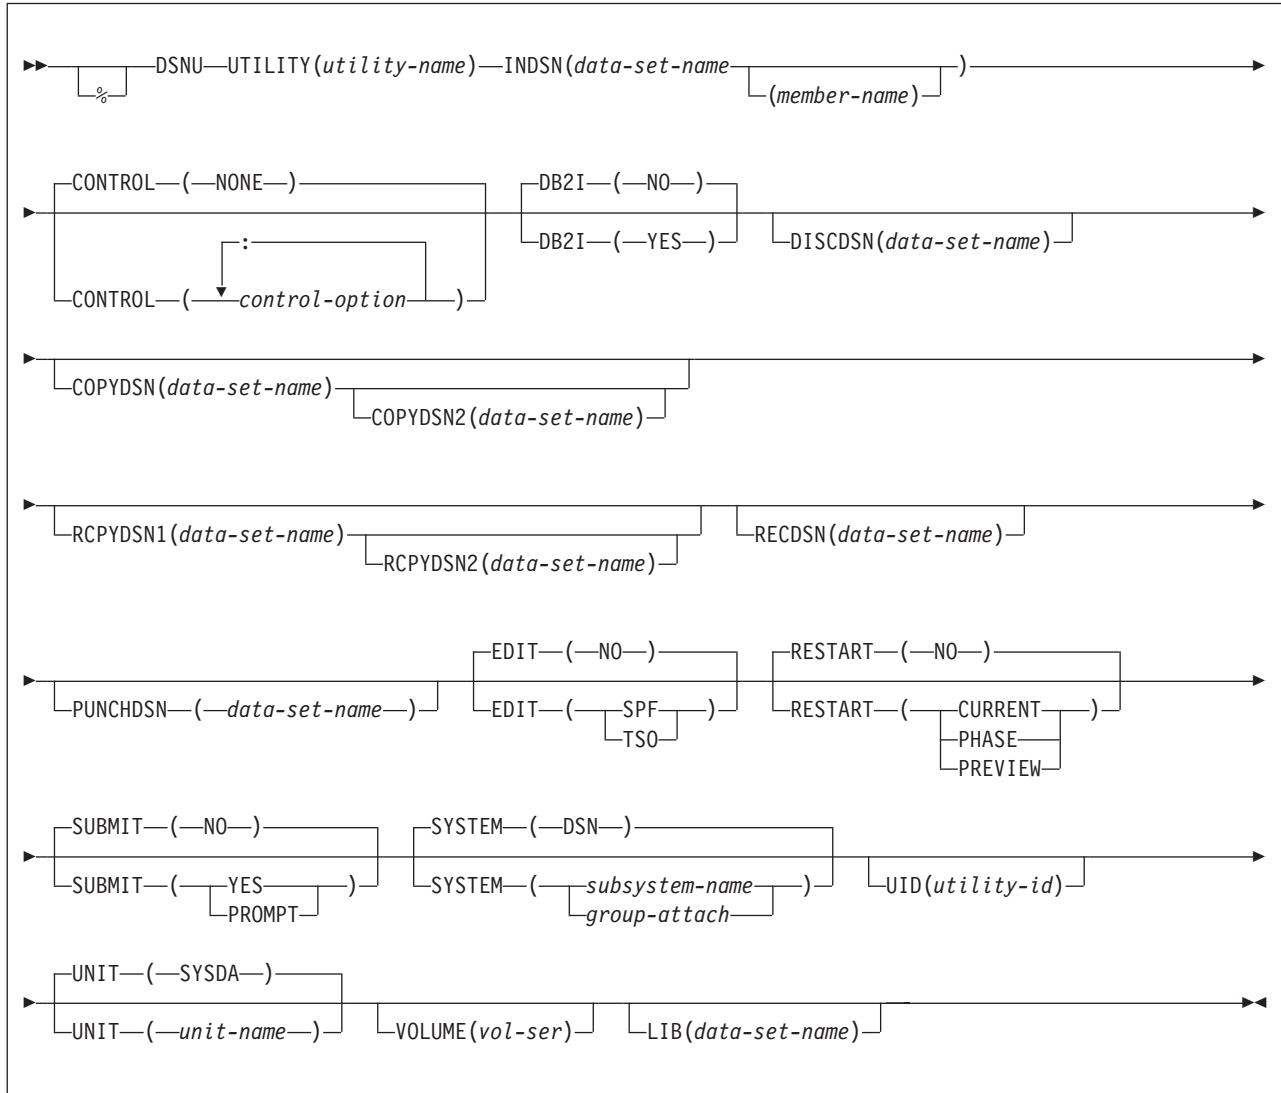 DSNU UTILITY(utility-name) INDSN(data-set-name )
% (member-name)
CONTROL ( NONE ) DB2I ( NO )
: DB2I ( YES ) DISCDSN(data-set-name)
CONTROL ( control-option )
COPYDSN(data-set-name)
COPYDSN2(data-set-name)
RCPYDSN1(data-set-name) RECDSN(data-set-name)
RCPYDSN2(data-set-name)
EDIT ( NO ) RESTART ( NO )
PUNCHDSN ( data-set-name ) EDIT ( SPF ) RESTART ( CURRENT )
TSO PHASE
PREVIEW
SUBMIT ( NO ) SYSTEM ( DSN )
SUBMIT ( YES ) SYSTEM ( subsystem-name ) UID(utility-id)
PROMPT group-attach
UNIT ( SYSDA )
UNIT ( unit-name ) VOLUME(vol-ser) LIB(data-set-name)